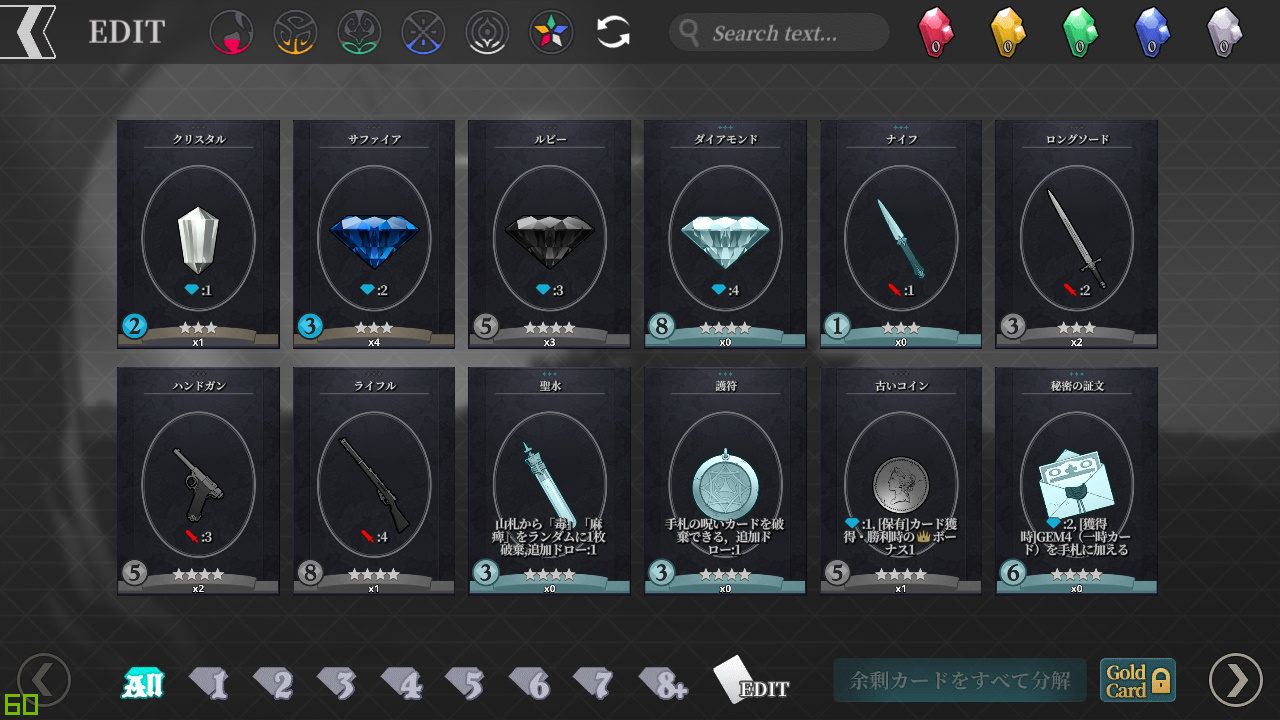 EDIT
Search text...
0
0
0
0
0
クリスタル
:1
2
x1
サファイア
:2
3
x4
ルビー
:3
5
x3
ダイアモンド
:4
8
x0
ナイフ
:1
1
x0
ロングソード
:2
3
x2
ハンドガン
:3
5
x2
ライフル
:4
8
x1
聖水
山札から「毒」「麻
痺」をランダムに1枚
破棄,追加ドロー:1
3
x0
護符
手札の呪いカードを破
棄できる, 追加ド
ロー:1
3
x0
古いコイン
:1, [保有]カード獲
得・勝利時の ボー
ナス1
5
x1
秘密の証文
:2, [獲得
時]GEM4（一時カー
ド）を手札に加える
6
x0
All
1
2
3
4
5
6
7
8+
EDIT
余剰カードをすべて分解
Gold
Card
60